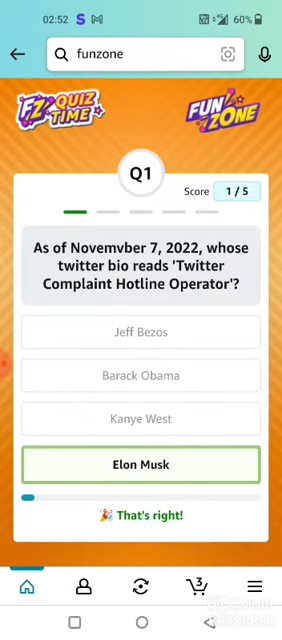 02:52
60%
funzone
FZ QUIZ
TIME
FUN
ZONE
Q1
Score
1 / 5
As of Novemvber 7, 2022, whose
twitter bio reads 'Twitter
Complaint Hotline Operator'?
Jeff Bezos
Barack Obama
Kanye West
Elon Musk
🎉 That's right!
3